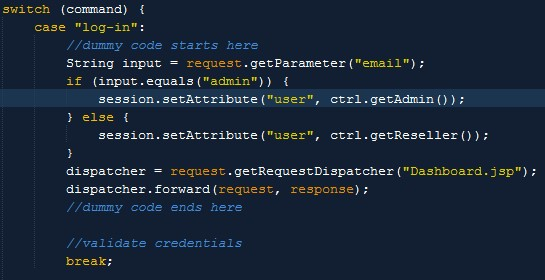 switch (command) {
case "log-in":
//dummy code starts here
String input = request.getParameter("email");
if (input.equals("admin")) {
session.setAttribute("user", ctrl.getAdmin());
} else {
session.setAttribute("user", ctrl.getReseller());
}
dispatcher = request.getRequestDispatcher("Dashboard.jsp");
dispatcher.forward(request, response);
//dummy code ends here
//validate credentials
break;